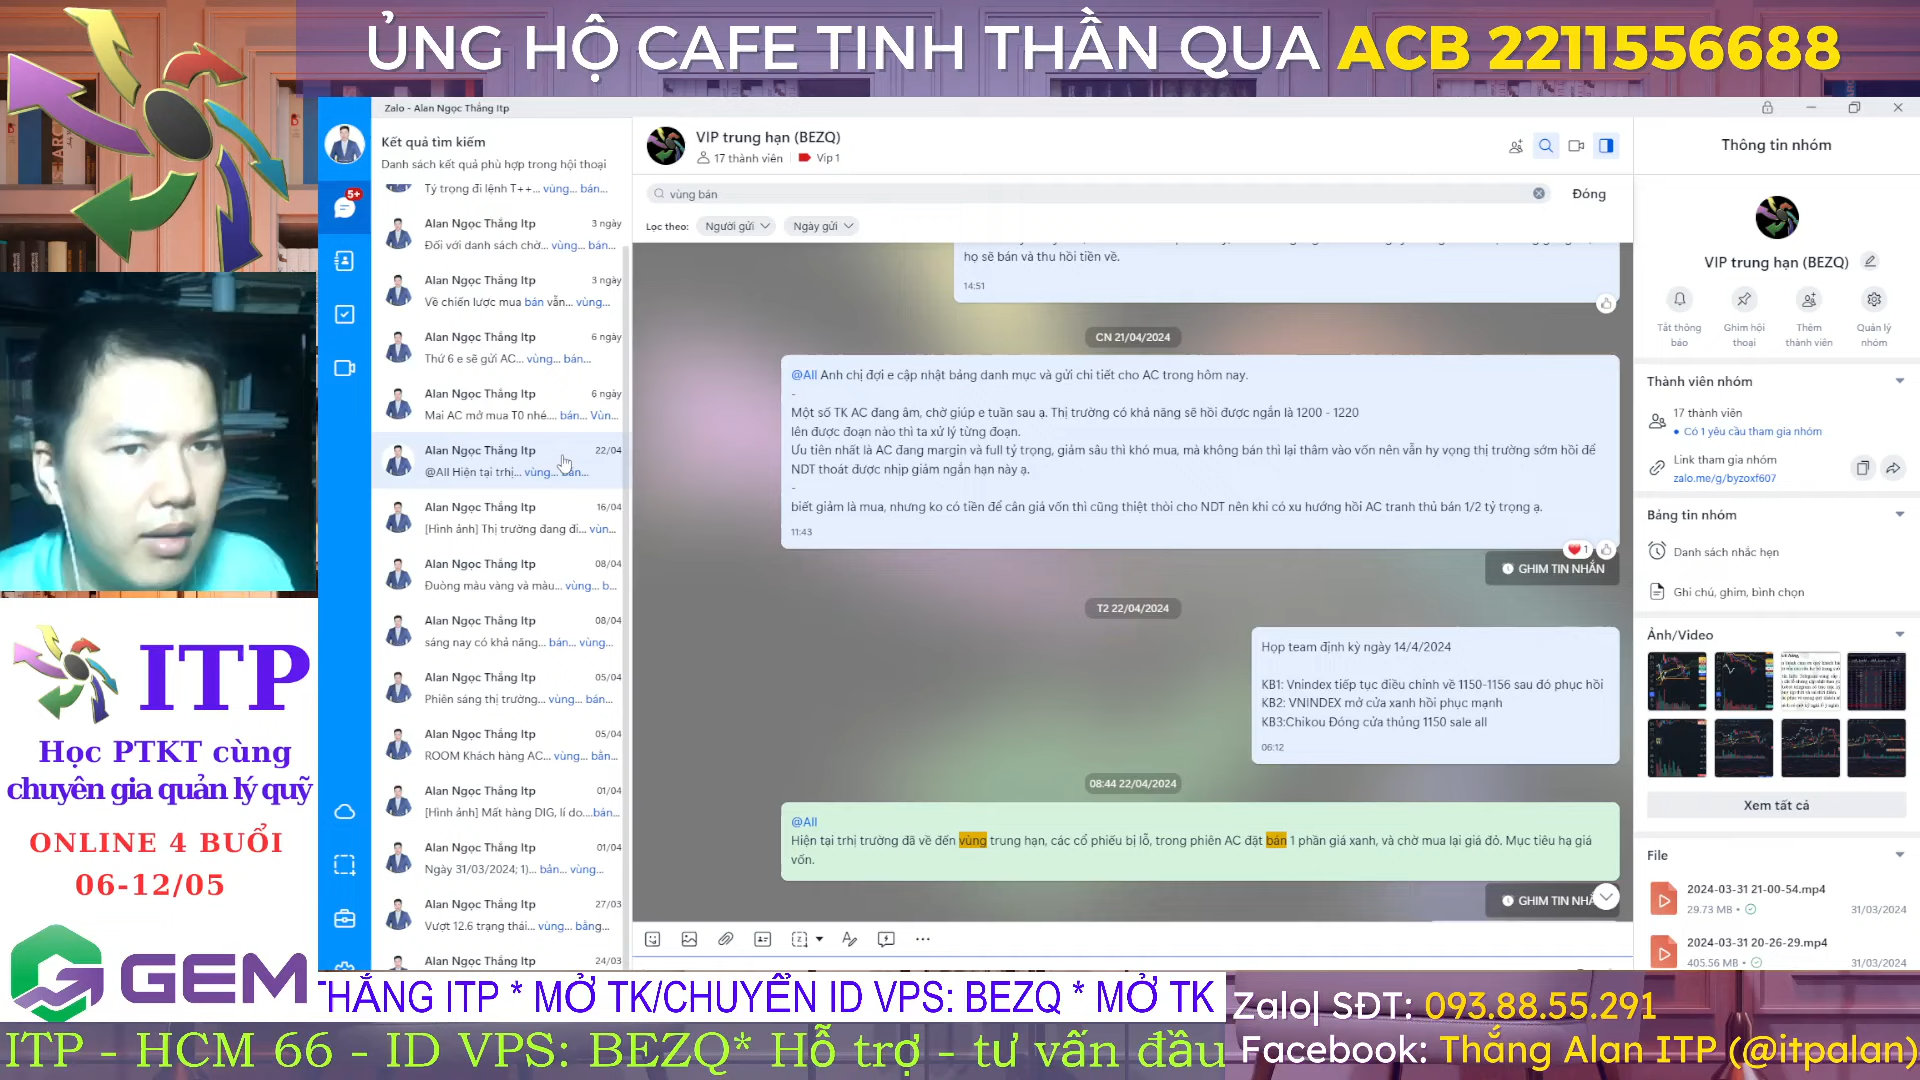 ỦNG HỘ CAFE TINH THẦN QUA ACB 2211556688
Zalo - Alan Ngọc Thắng Itp
Kết quả tìm kiếm
Danh sách kết quả phù hợp trong hội thoại
Tỷ trọng đi lệnh T++... vùng... bán...
Alan Ngọc Thắng Itp 3 ngày
Đối với danh sách chờ... vùng... bán...
Alan Ngọc Thắng Itp 3 ngày
Về chiến lược mua bán vẫn... vùng...
Alan Ngọc Thắng Itp 6 ngày
Thứ 6 e sẽ gửi AC... vùng... bán...
Alan Ngọc Thắng Itp 6 ngày
Mai AC mở mua T0 nhé.... bán... Vùn...
Alan Ngọc Thắng Itp 22/04
@All Hiện tại trhị... vùng... bán...
Alan Ngọc Thắng Itp 16/04
[Hình ảnh] Thị trường đang đi... vùn...
Alan Ngọc Thắng Itp 08/04
Đuòng màu vàng và màu... vùng... b...
Alan Ngọc Thắng Itp 08/04
sáng nay có khả năng... bán... vùng...
Alan Ngọc Thắng Itp 05/04
Phiên sáng thị trường... vùng... bán...
Alan Ngọc Thắng Itp 05/04
ROOM Khách hàng AC... vùng... bằn...
Alan Ngọc Thắng Itp 01/04
[Hình ảnh] Mất hàng DIG, lí do....bán...
Alan Ngọc Thắng Itp 01/04
Ngày 31/03/2024; 1)... bản... vùng...
Alan Ngọc Thắng Itp 27/03
Vượt 12.6 trạng thái... vùng... bằng...
Alan Ngọc Thắng Itp 24/03
5+
VIP trung hạn (BEZQ)
17 thành viên Vip 1
vùng bán
Đóng
Lọc theo: Người gửi Ngày gửi
họ sẽ bán và thu hồi tiền về.
14:51
CN 21/04/2024
@All Anh chị đợi e cập nhật bảng danh mục và gửi chi tiết cho AC trong hôm nay.
-
Một số TK AC đang âm, chờ giúp e tuần sau ạ. Thị trường có khả năng sẽ hồi được ngắn là 1200 - 1220
lên được đoạn nào thì ta xử lý từng đoạn.
Ưu tiên nhất là AC đang margin và full tỷ trọng, giảm sâu thì khó mua, mà không bán thì lại thâm vào vốn nên vẫn hy vọng thị trường sớm hồi để
NDT thoát được nhịp giảm ngắn hạn này ạ.
-
biết giảm là mua, nhưng ko có tiền để cân giá vốn thì cũng thiệt thòi cho NDT nên khi có xu hướng hồi AC tranh thủ bán 1/2 tỷ trọng ạ.
11:43
1
GHIM TIN NHẮN
T2 22/04/2024
Họp team định kỳ ngày 14/4/2024
KB1: Vnindex tiếp tục điều chỉnh về 1150-1156 sau đó phục hồi
KB2: VNINDEX mở cửa xanh hồi phục mạnh
KB3:Chikou Đóng cửa thủng 1150 sale all
06:12
08:44 22/04/2024
@All
Hiện tại trhị trường đã về đến vùng trung hạn, các cổ phiếu bị lỗ, trong phiên AC đặt bán 1 phần giá xanh, và chờ mua lại giá đỏ. Mục tiêu hạ giá
vốn.
GHIM TIN NHẮ
Thông tin nhóm
VIP trung hạn (BEZQ)
Tắt thông báo
Ghim hội thoại
Thêm thành viên
Quản lý nhóm
Thành viên nhóm
17 thành viên
Có 1 yêu cầu tham gia nhóm
Link tham gia nhóm
zalo.me/g/byzoxf607
Bảng tin nhóm
Danh sách nhắc hẹn
Ghi chú, ghim, bình chọn
Ảnh/Video
Xem tất cả
File
2024-03-31 21-00-54.mp4
29.73 MB 31/03/2024
2024-03-31 20-26-29.mp4
405.56 MB 31/03/2024
ITP
Học PTKT cùng
chuyên gia quản lý quỹ
ONLINE 4 BUỔI
06-12/05
GEM
THẮNG ITP * MỞ TK/CHUYỂN ID VPS: BEZQ * MỞ TK
ITP - HCM 66 - ID VPS: BEZQ* Hỗ trợ - tư vấn đầu
Zalo| SĐT: 093.88.55.291
Facebook: Thắng Alan ITP (@itpalan)